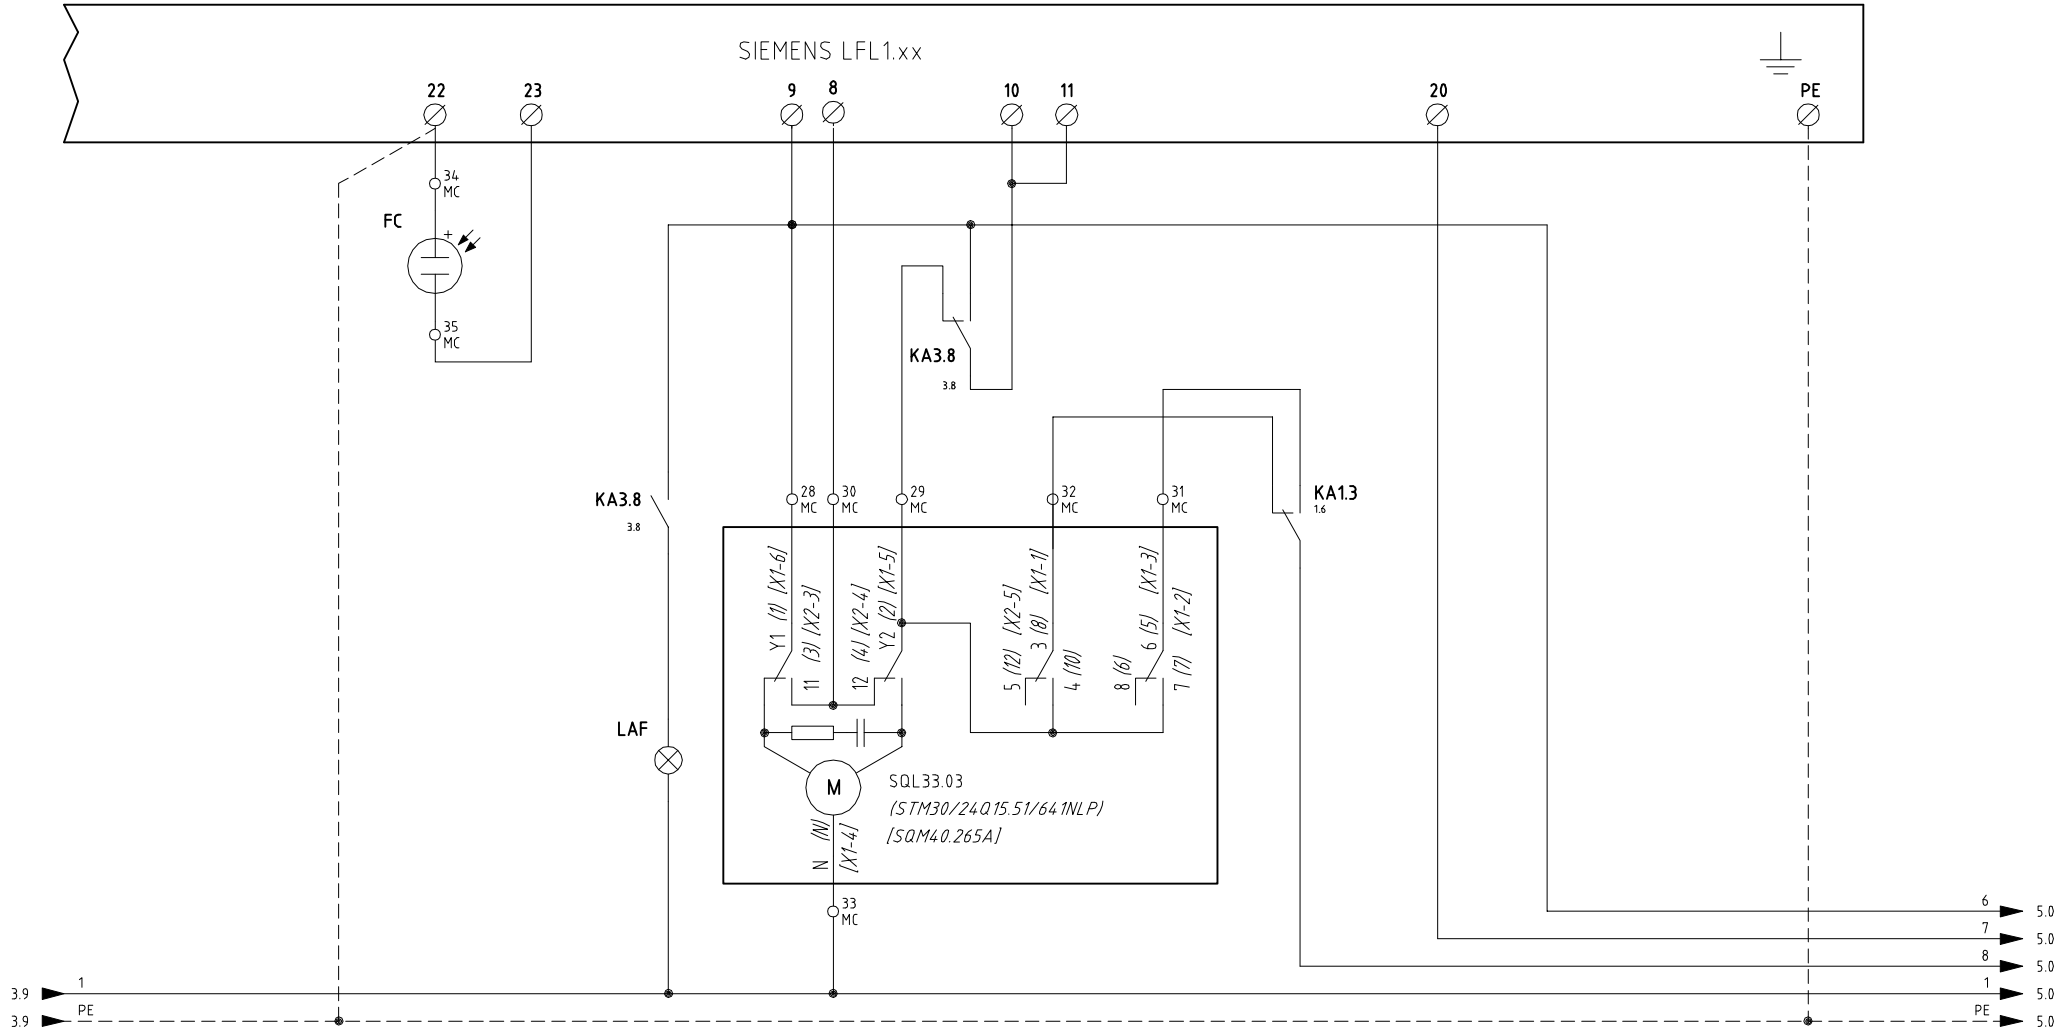 SIEMENS LFL1.xx
22
23
9
8
10
11
20
PE
34
MC
FC
+
35
MC
KA3.8
3.8
KA3.8
3.8
28
MC
30
MC
29
MC
32
MC
31
MC
KA1.3
1.6
Y1 (1) [X1-6]
11 (3) [X2-3]
12 (4) [X2-4]
Y2 (2) [X1-5]
5 (12) [X2-5]
3 (8) [X1-1]
4 (10)
8 (6)
6 (5) [X1-3]
7 (7) [X1-2]
LAF
M
SQL33.03
(STM30/24Q15.51/641NLP)
[SQM40.265A]
N (N)
[X1-4]
33
MC
6
5.0
7
5.0
8
5.0
3.9
1
1
5.0
3.9
PE
PE
5.0